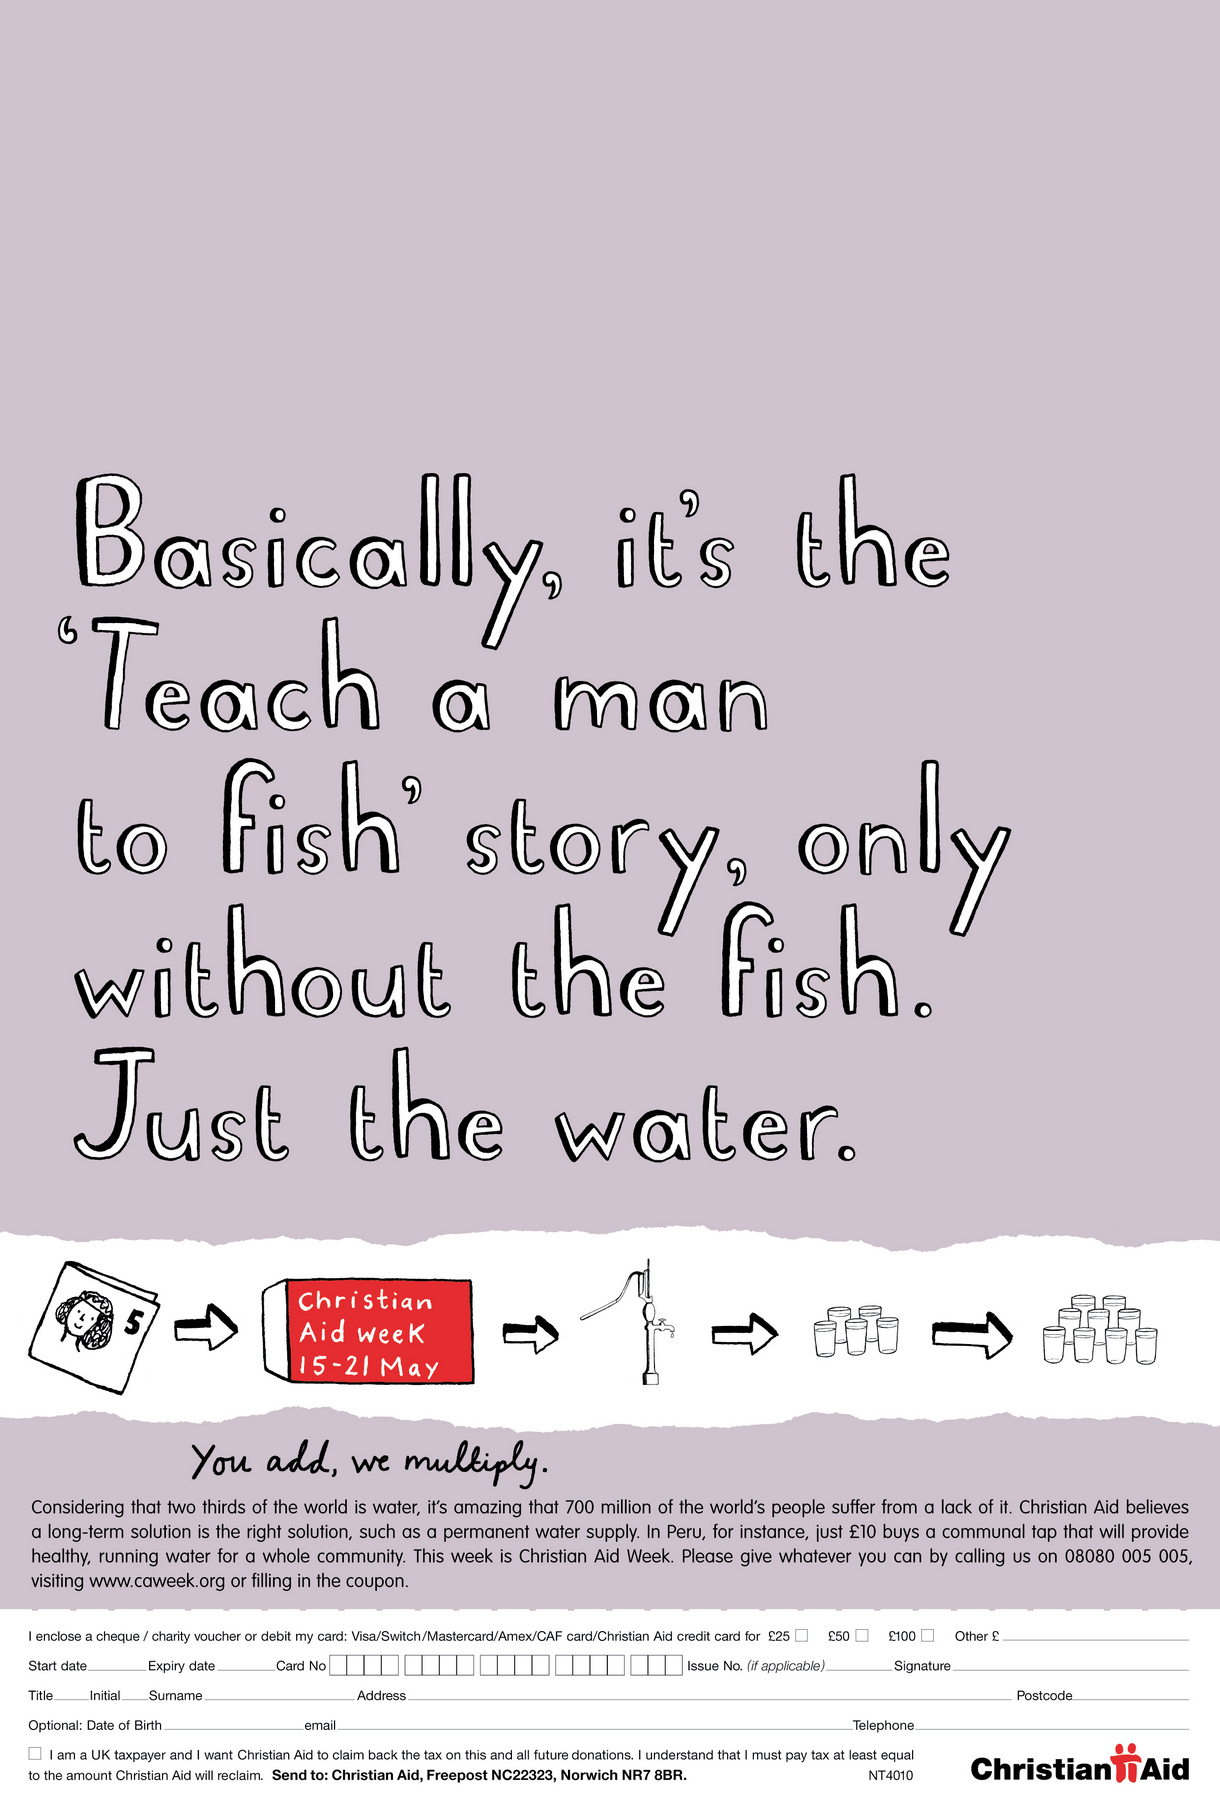 Basically, it's the
'Teach a man
to fish' story, only
without the fish.
Just the water.
5
Christian
Aid week
15-21 May
You add, we multiply.
Considering that two thirds of the world is water, it's amazing that 700 million of the world's people suffer from a lack of it. Christian Aid believes
a long-term solution is the right solution, such as a permanent water supply. In Peru, for instance, just £10 buys a communal tap that will provide
healthy, running water for a whole community. This week is Christian Aid Week. Please give whatever you can by calling us on 08080 005 005,
visiting www.caweek.org or filling in the coupon.
I enclose a cheque / charity voucher or debit my card: Visa/Switch/Mastercard/Amex/CAF card/Christian Aid credit card for £25 £50 £100 Other £
Start date Expiry date Card No Issue No. (if applicable) Signature
Title Initial Surname Address Postcode
Optional: Date of Birth email Telephone
I am a UK taxpayer and I want Christian Aid to claim back the tax on this and all future donations. I understand that I must pay tax at least equal
to the amount Christian Aid will reclaim. Send to: Christian Aid, Freepost NC22323, Norwich NR7 8BR. NT4010
Christian Aid